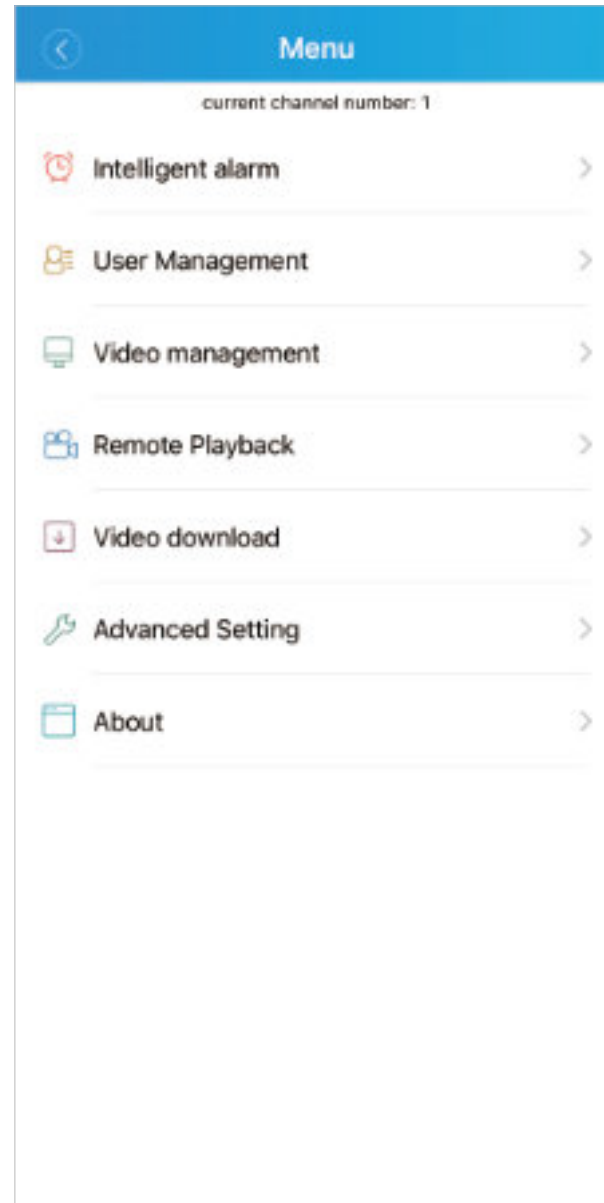 Menu
current channel number: 1
Intelligent alarm
User Management
Video management
Remote Playback
Video download
Advanced Setting
About